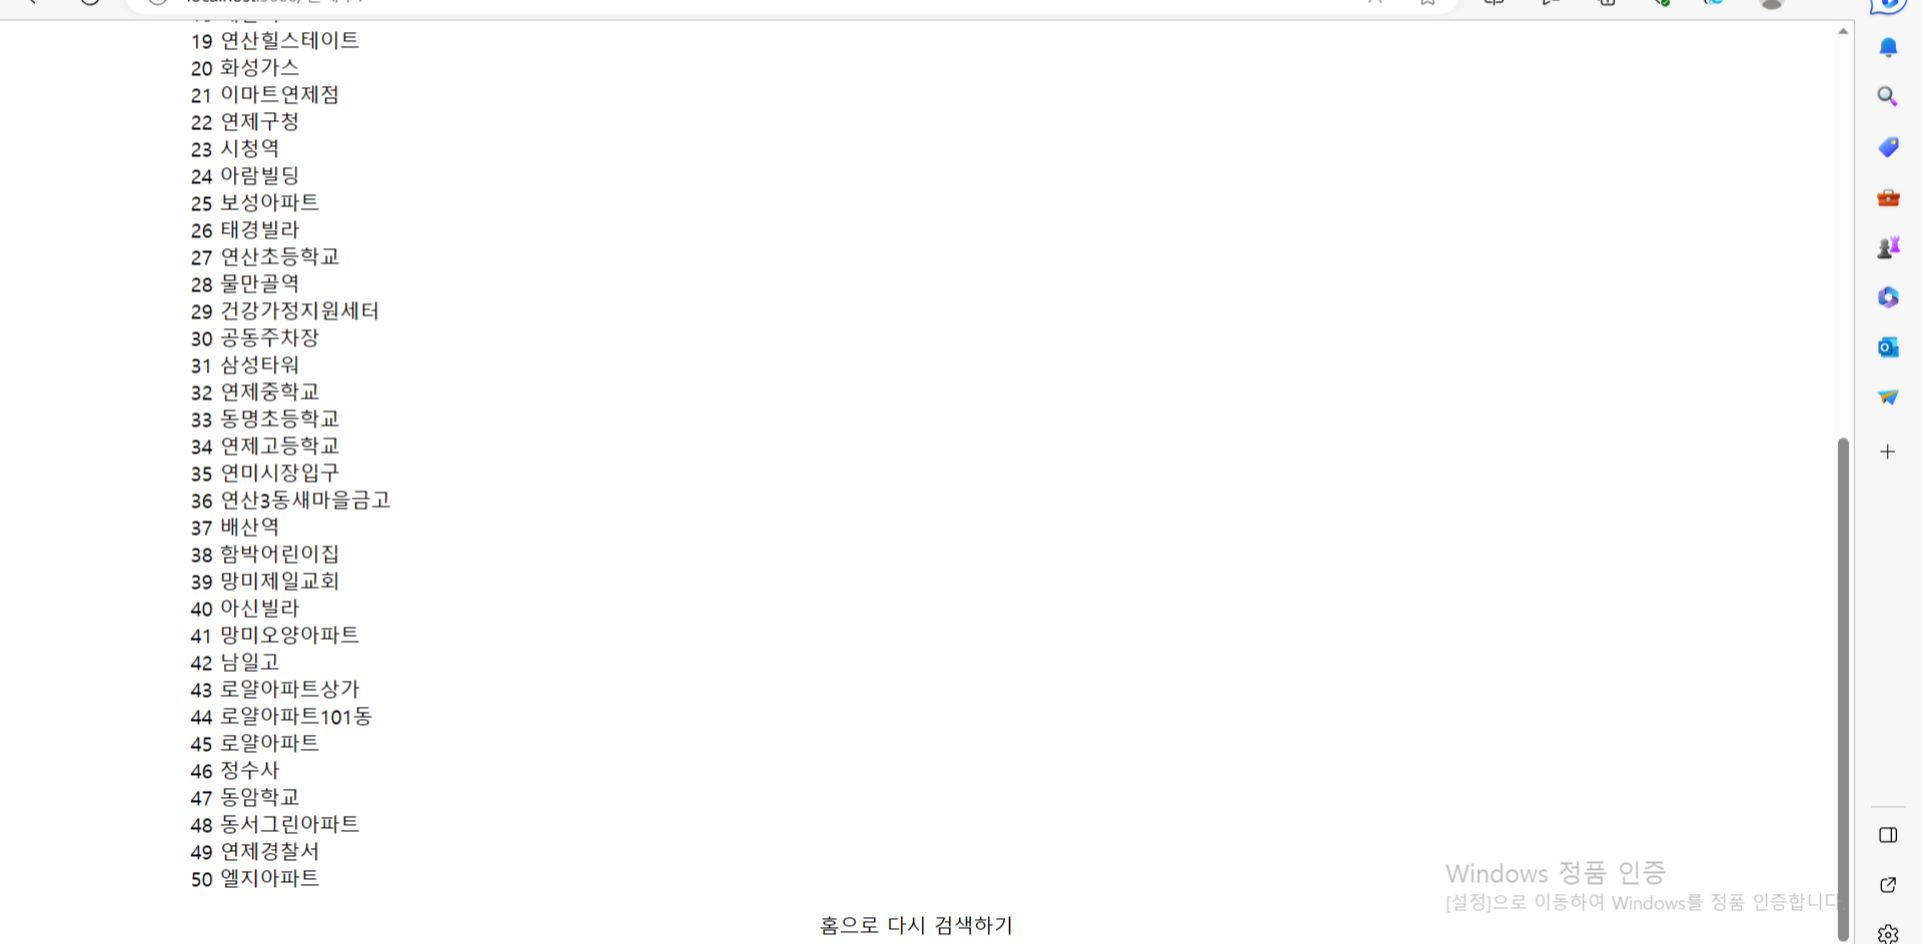 19 연산힐스테이트
20 화성가스
21 이마트연제점
22 연제구청
23 시청역
24 아람빌딩
25 보성아파트
26 태경빌라
27 연산초등학교
28 물만골역
29 건강가정지원세터
30 공동주차장
31 삼성타워
32 연제중학교
33 동명초등학교
34 연제고등학교
35 연미시장입구
36 연산3동새마을금고
37 배산역
38 함박어린이집
39 망미제일교회
40 아신빌라
41 망미오양아파트
42 남일고
43 로얄아파트상가
44 로얄아파트101동
45 로얄아파트
46 정수사
47 동암학교
48 동서그린아파트
49 연제경찰서
50 엘지아파트
홈으로 다시 검색하기
Windows 정품 인증
[설정]으로 이동하여 Windows를 정품 인증합니다.